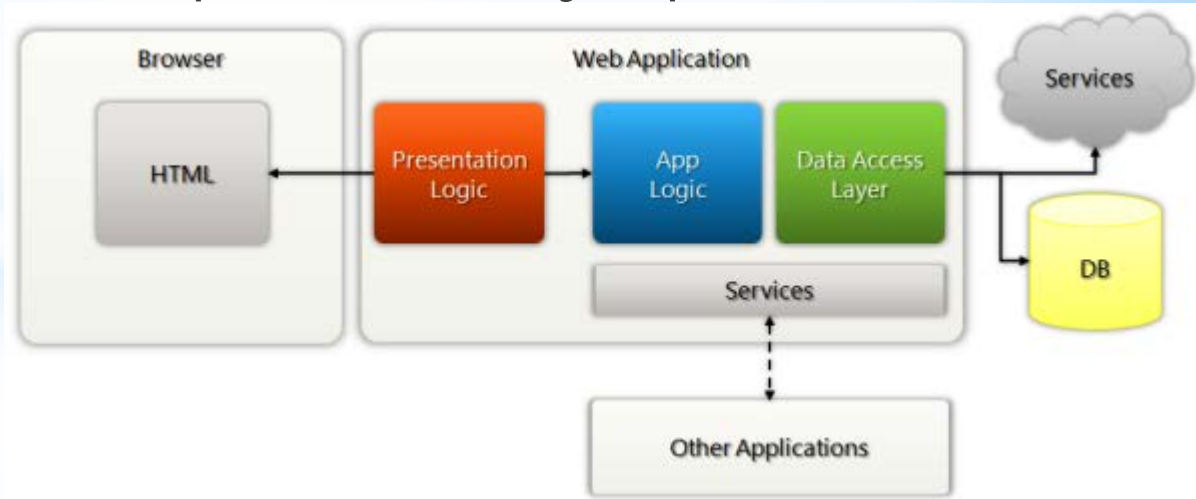 Browser
Web Application
Services
HTML
Presentation
Logic
App
Logic
Data Access
Layer
DB
Services
Other Applications